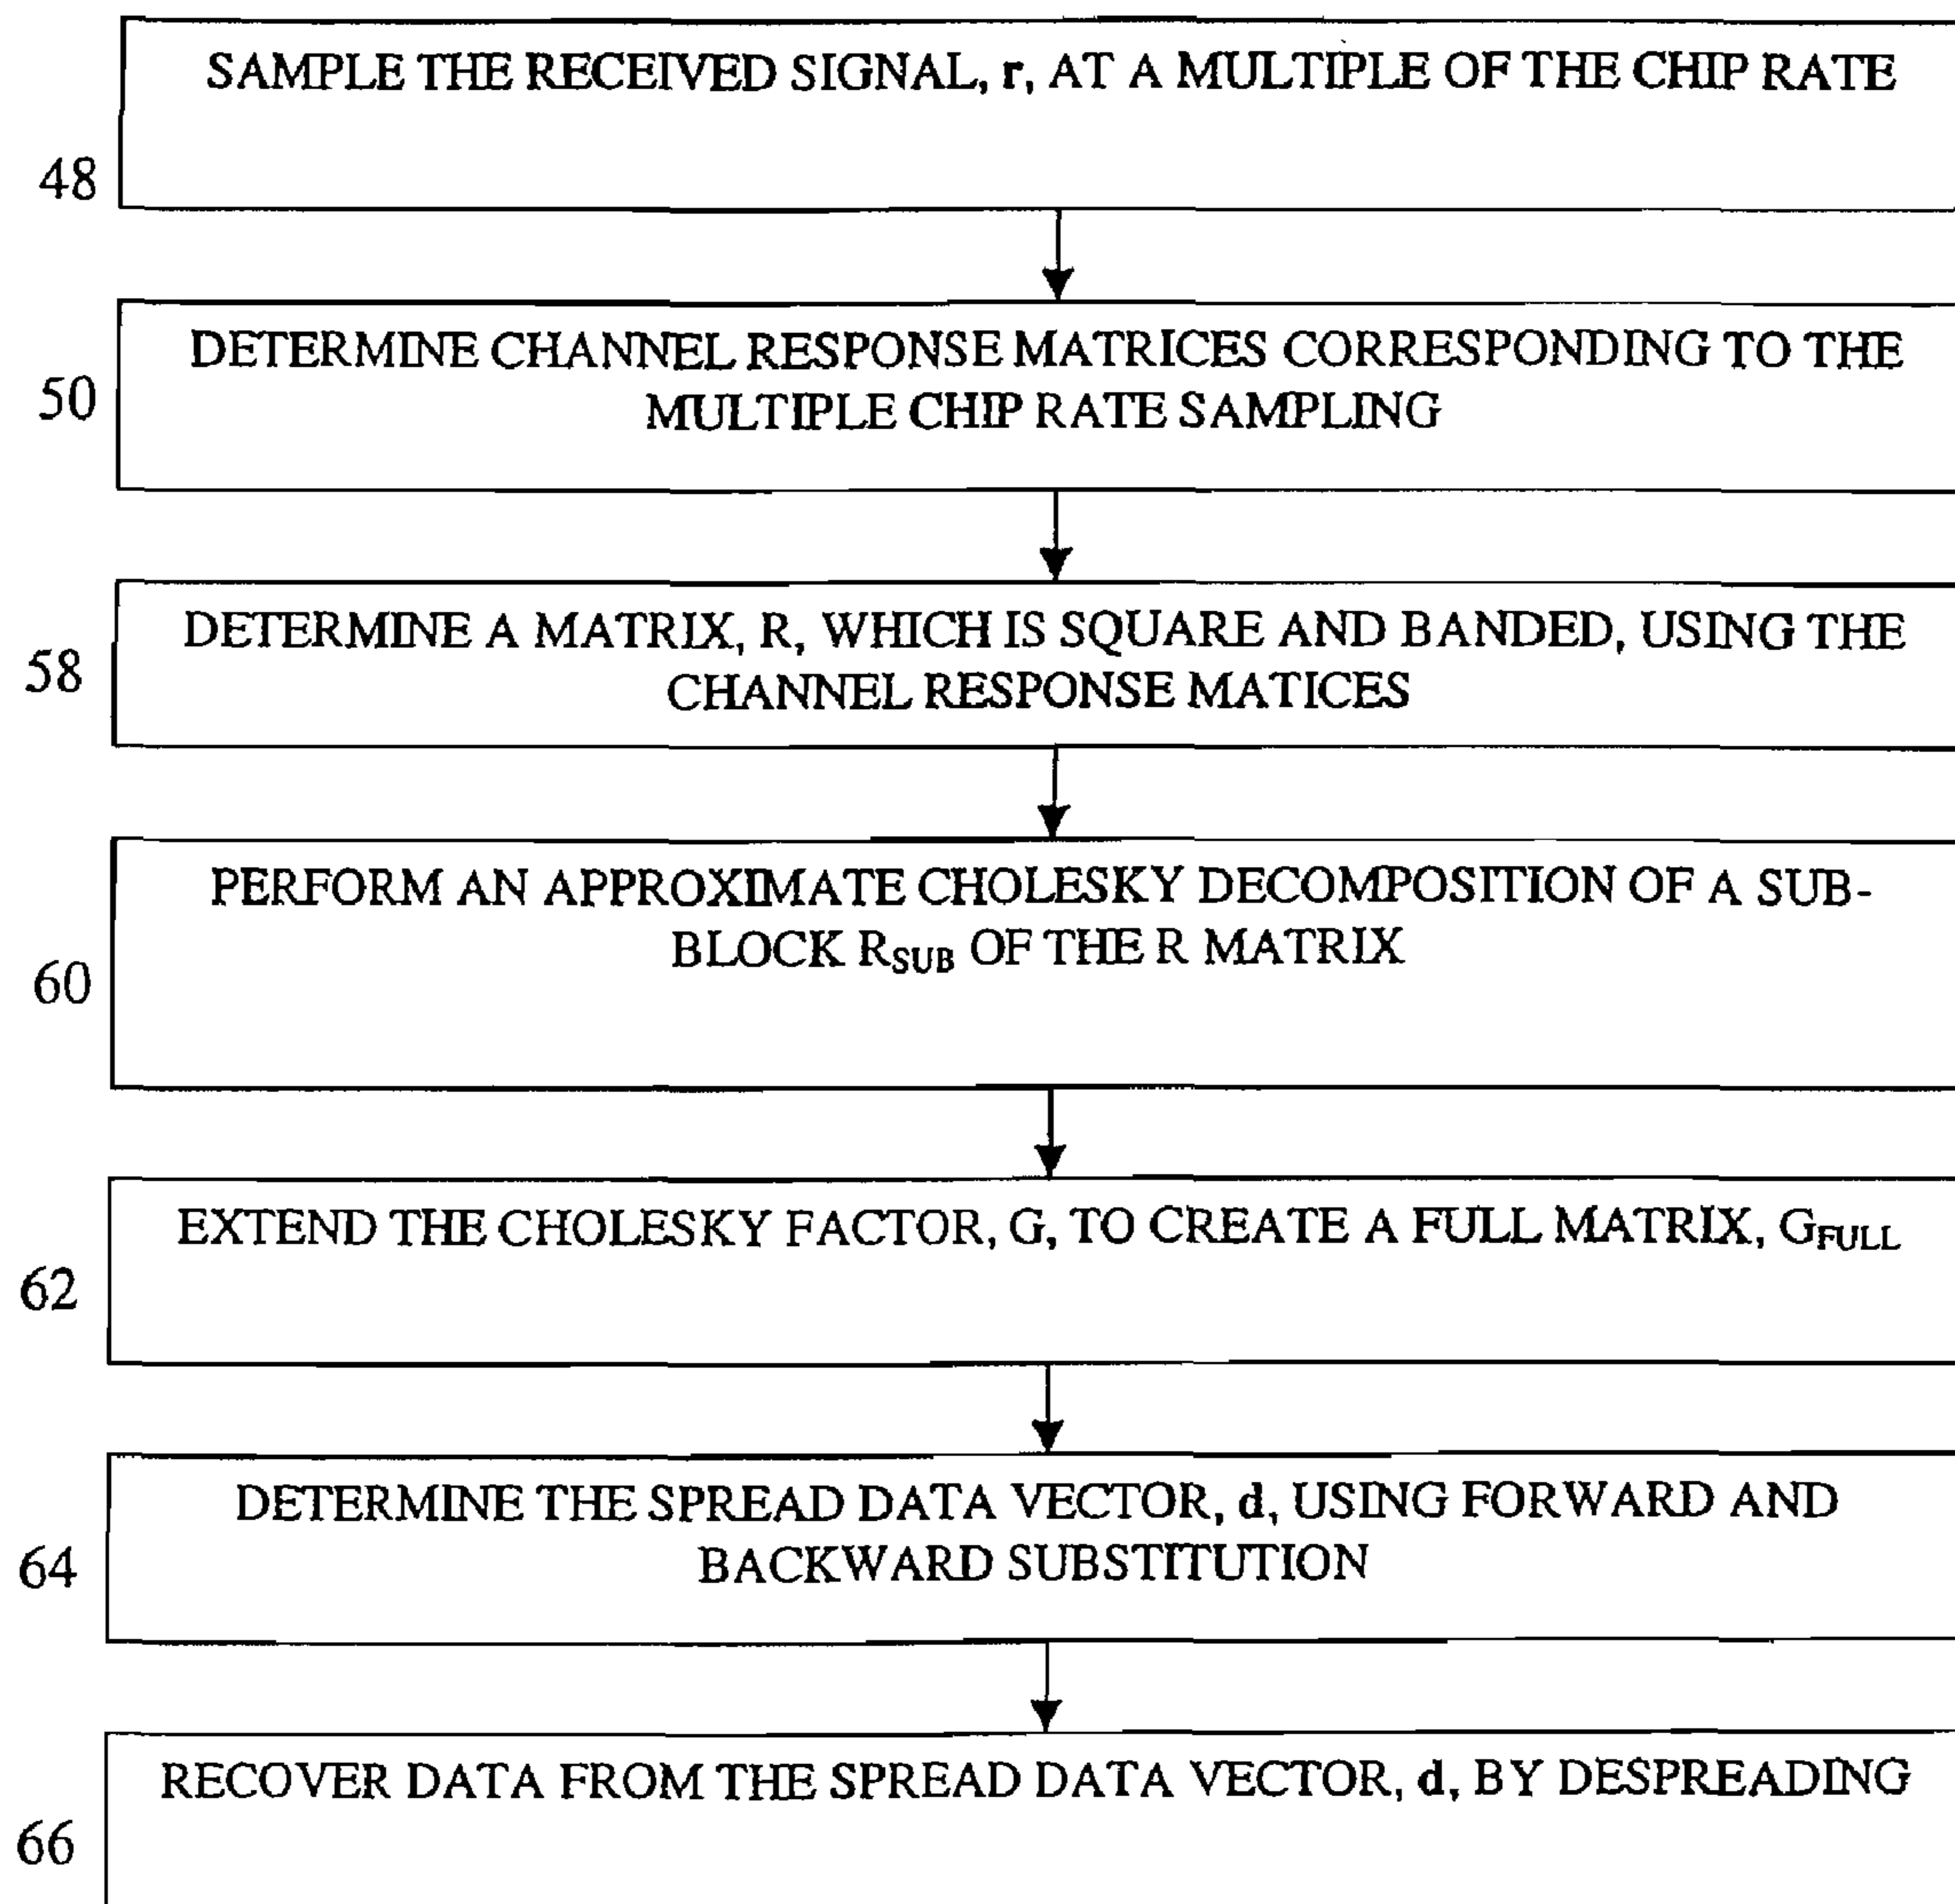 SAMPLE THE RECEIVED SIGNAL, r, AT A MULTIPLE OF THE CHIP RATE
48
DETERMINE CHANNEL RESPONSE MATRICES CORRESPONDING TO THE
MULTIPLE CHIP RATE SAMPLING
50
DETERMINE A MATRIX, R, WHICH IS SQUARE AND BANDED, USING THE
CHANNEL RESPONSE MATICES
58
PERFORM AN APPROXIMATE CHOLESKY DECOMPOSITION OF A SUB-
BLOCK RSUB OF THE R MATRIX
60
EXTEND THE CHOLESKY FACTOR, G, TO CREATE A FULL MATRIX, GFULL
62
DETERMINE THE SPREAD DATA VECTOR, d, USING FORWARD AND
BACKWARD SUBSTITUTION
64
RECOVER DATA FROM THE SPREAD DATA VECTOR, d, BY DESPREADING
66